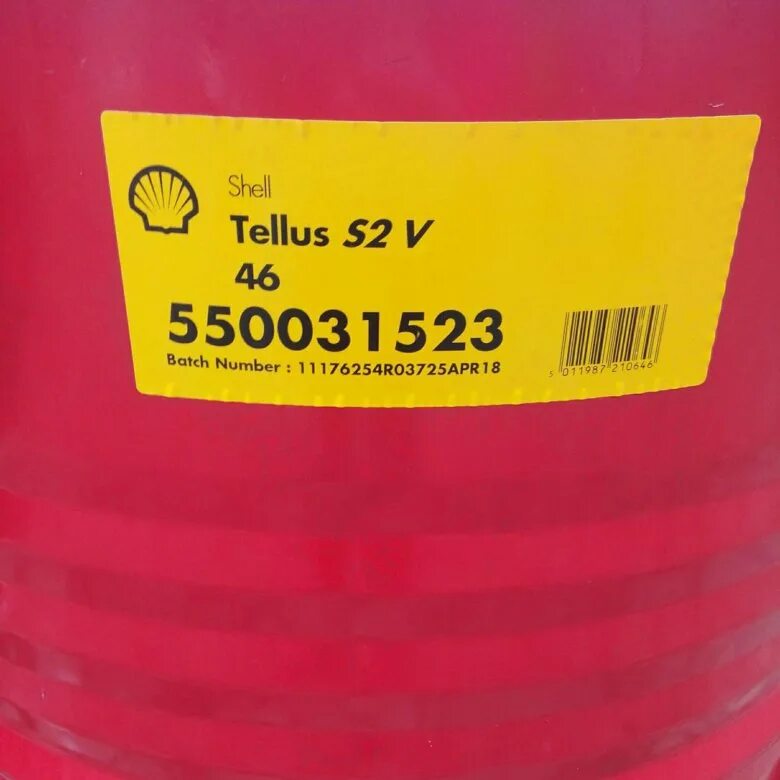 Shell
Tellus S2 V
46
550031523
Batch Number : 11176254R03725APR18
5 011987 210646